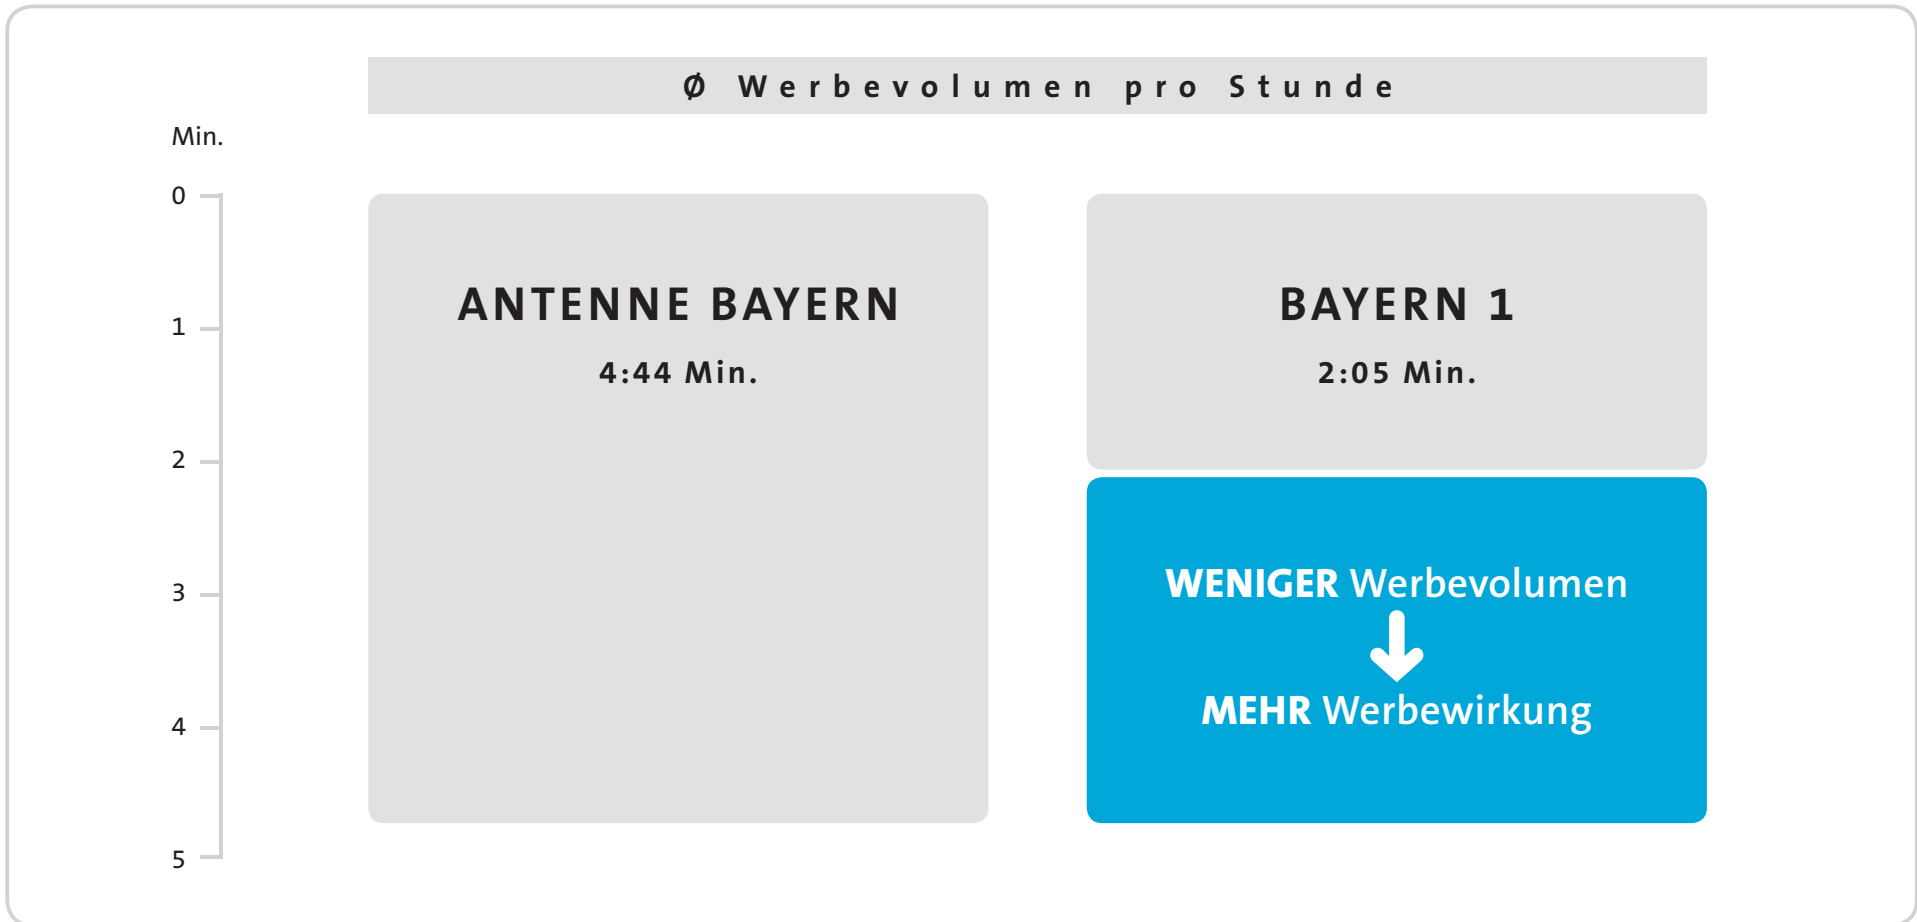 Ø Werbevolumen pro Stunde
Min.
0
1
2
3
4
5
ANTENNE BAYERN
4:44 Min.
BAYERN 1
2:05 Min.
WENIGER Werbevolumen
MEHR Werbewirkung